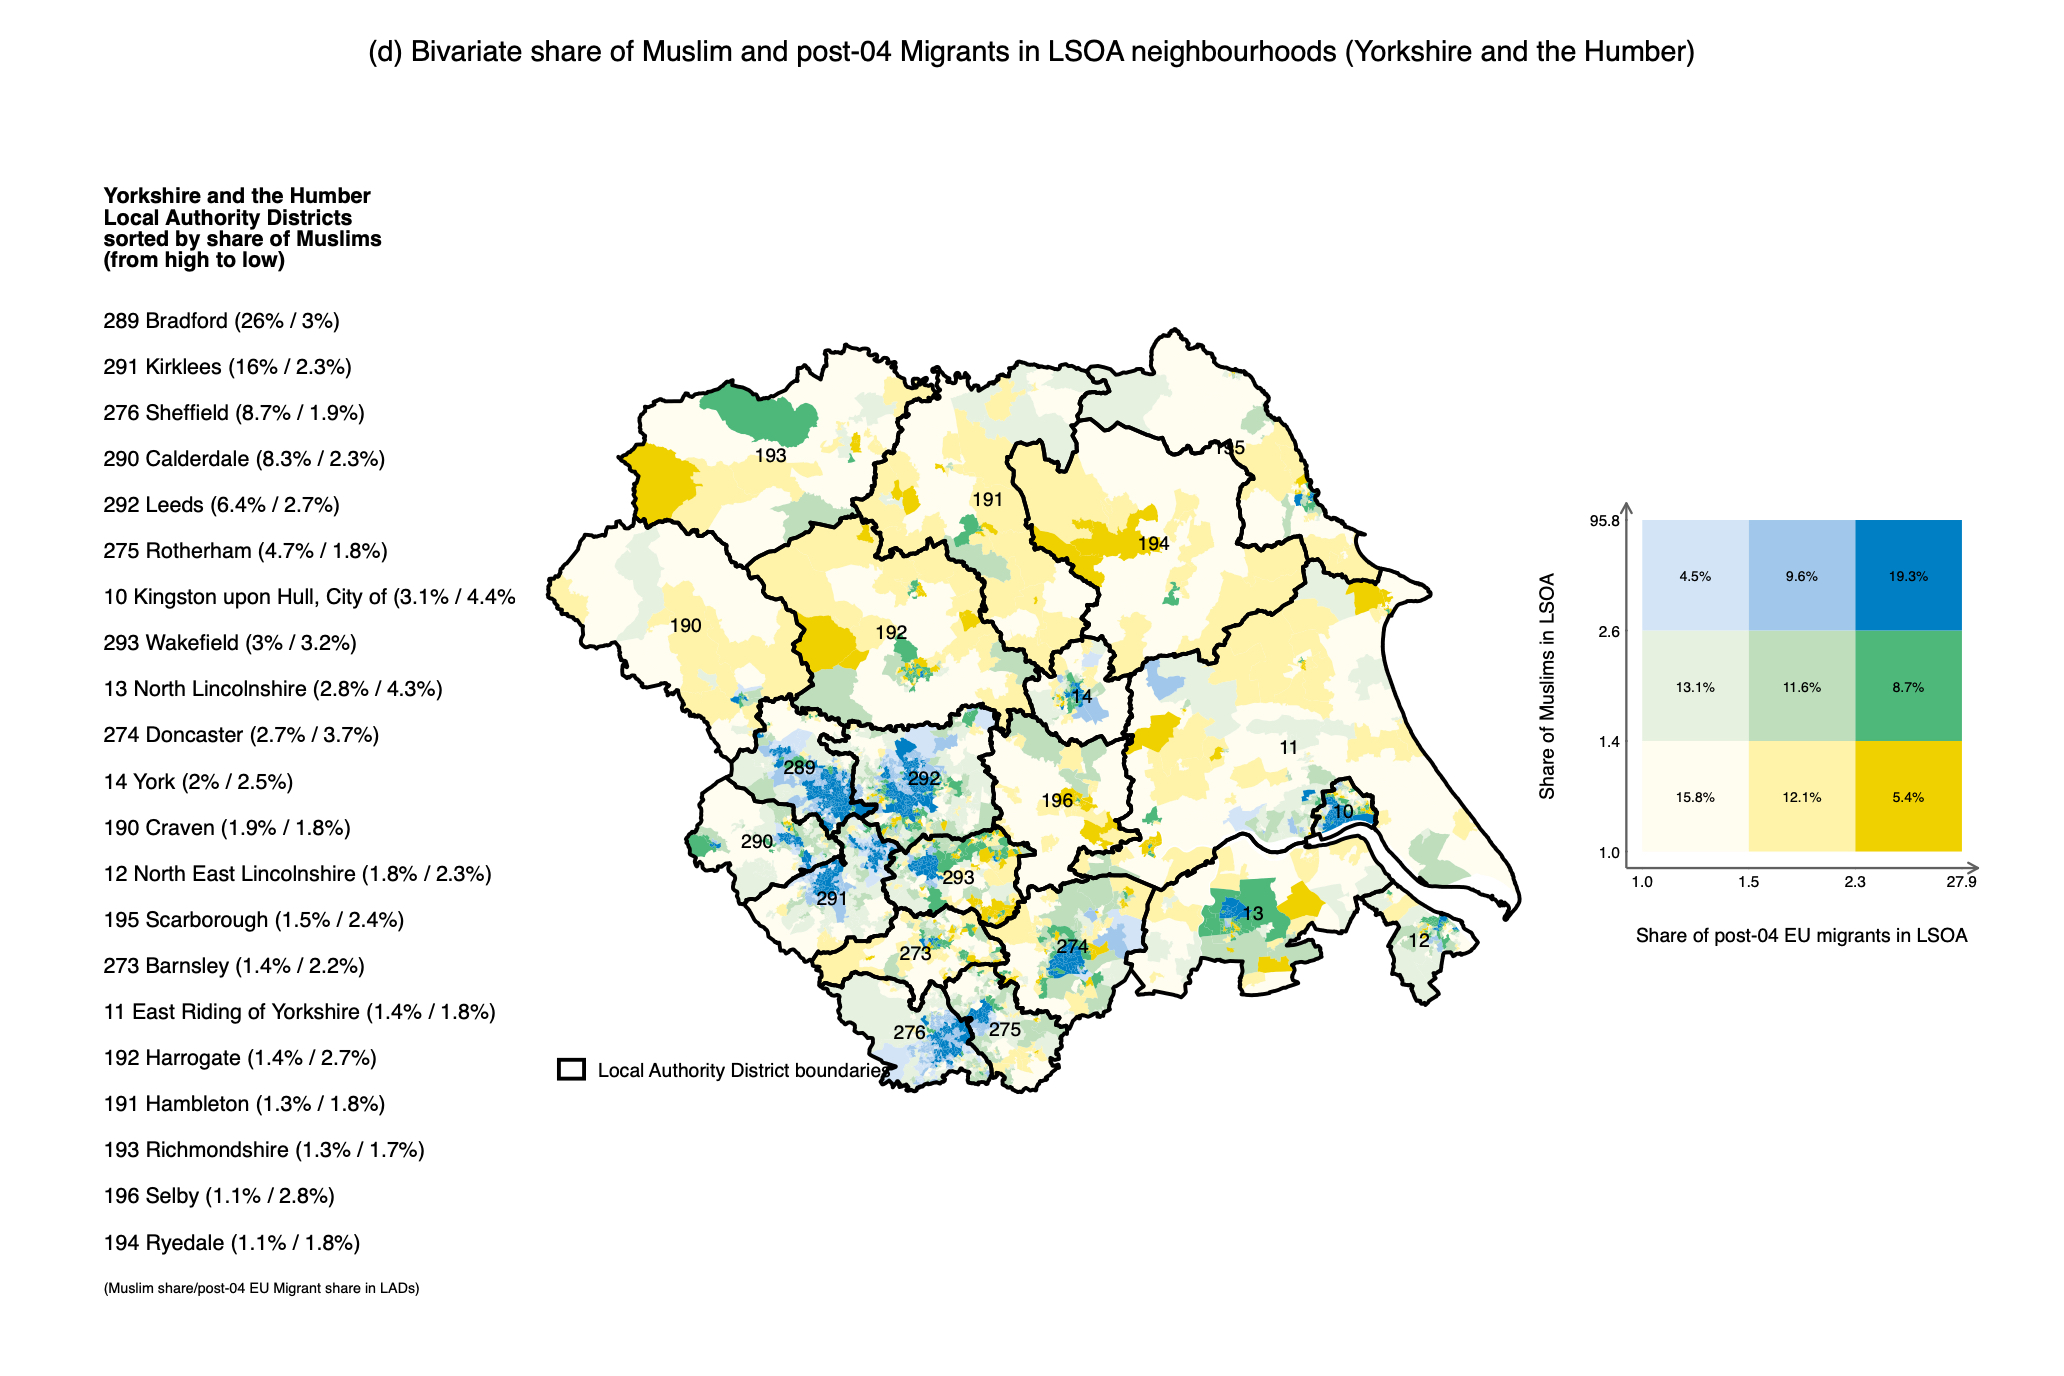 (d) Bivariate share of Muslim and post-04 Migrants in LSOA neighbourhoods (Yorkshire and the Humber)
Yorkshire and the Humber
Local Authority Districts
sorted by share of Muslims
(from high to low)
289 Bradford (26% / 3%)
291 Kirklees (16% / 2.3%)
276 Sheffield (8.7% / 1.9%)
290 Calderdale (8.3% / 2.3%)
292 Leeds (6.4% / 2.7%)
275 Rotherham (4.7% / 1.8%)
10 Kingston upon Hull, City of (3.1% / 4.4%
293 Wakefield (3% / 3.2%)
13 North Lincolnshire (2.8% / 4.3%)
274 Doncaster (2.7% / 3.7%)
14 York (2% / 2.5%)
190 Craven (1.9% / 1.8%)
12 North East Lincolnshire (1.8% / 2.3%)
195 Scarborough (1.5% / 2.4%)
273 Barnsley (1.4% / 2.2%)
11 East Riding of Yorkshire (1.4% / 1.8%)
192 Harrogate (1.4% / 2.7%)
191 Hambleton (1.3% / 1.8%)
193 Richmondshire (1.3% / 1.7%)
196 Selby (1.1% / 2.8%)
194 Ryedale (1.1% / 1.8%)
(Muslim share/post-04 EU Migrant share in LADs)
195
193
191
194
190
192
14
11
289
292
196
10
290
293
291
13
12
274
273
276
275
Local Authority District boundaries
Share of Muslims in LSOA
95.8
2.6
1.4
1.0
4.5%
9.6%
19.3%
13.1%
11.6%
8.7%
15.8%
12.1%
5.4%
1.0
1.5
2.3
27.9
Share of post-04 EU migrants in LSOA